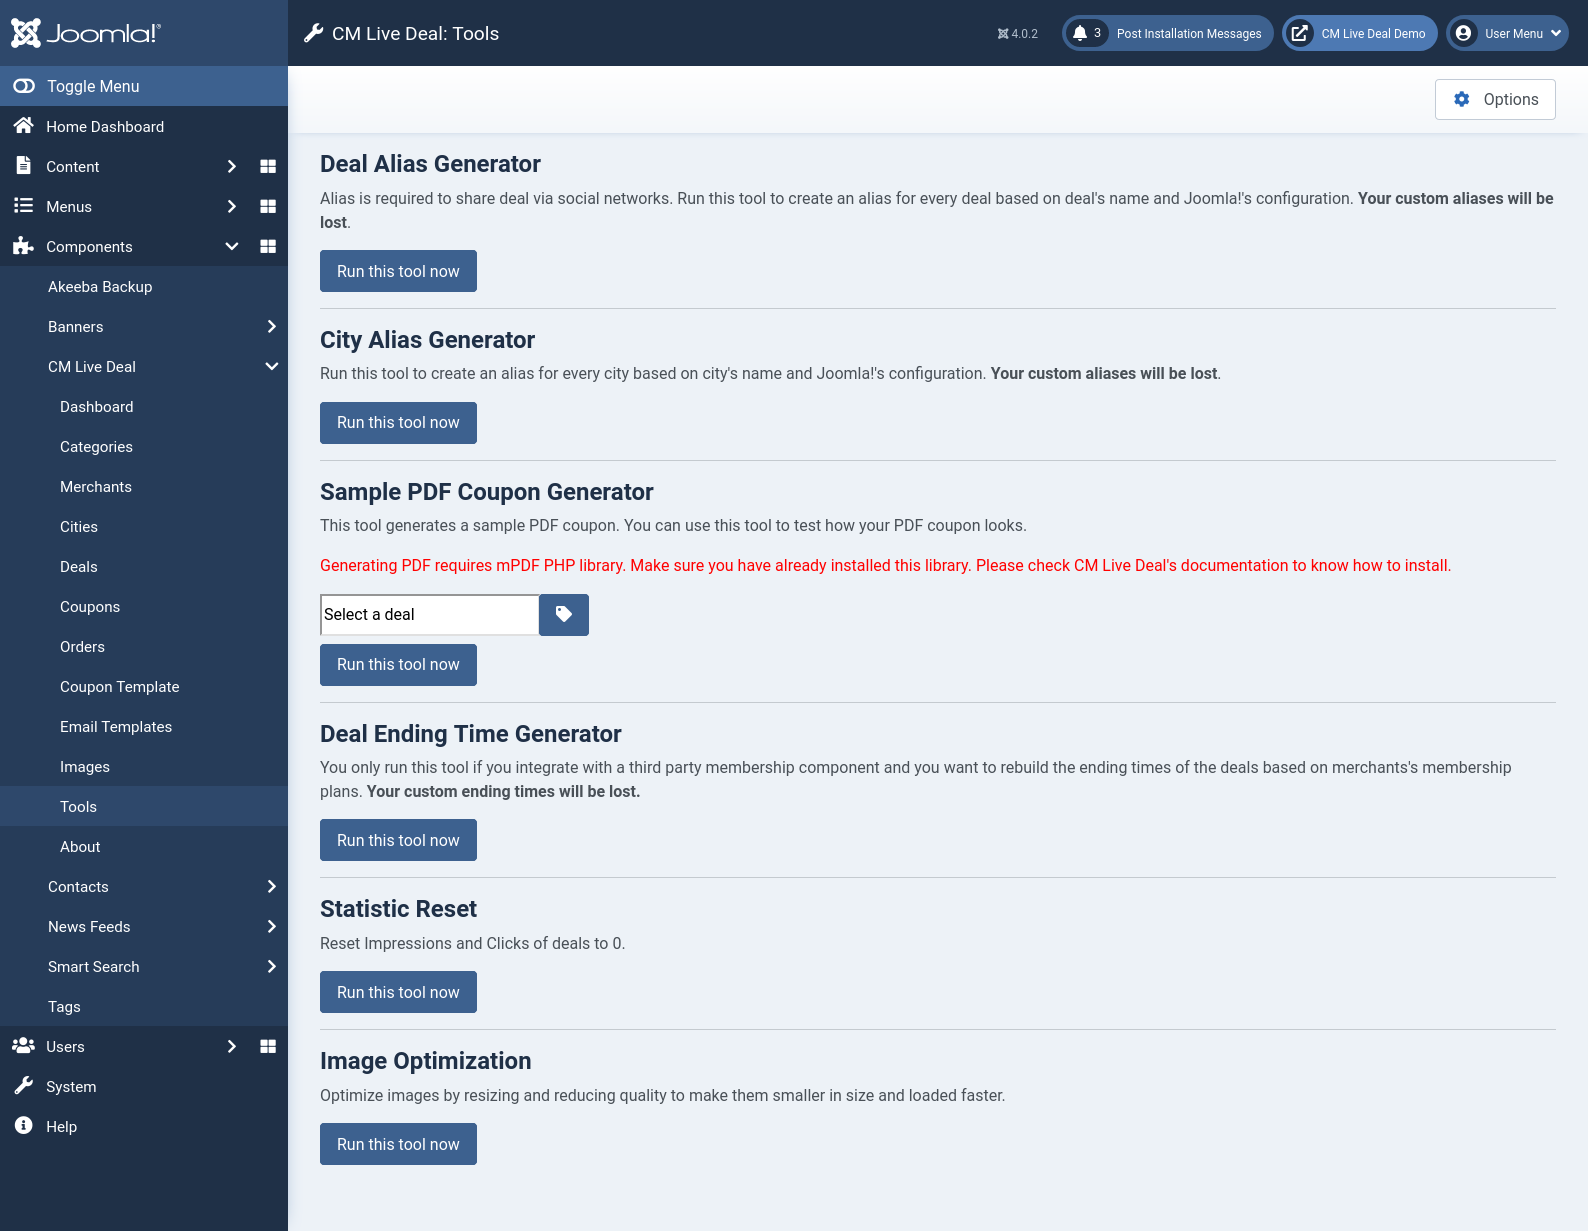 Joomla!®
CM Live Deal: Tools
4.0.2
3
Post Installation Messages
CM Live Deal Demo
User Menu
Toggle Menu
Home Dashboard
Content
Menus
Components
Akeeba Backup
Banners
CM Live Deal
Dashboard
Categories
Merchants
Cities
Deals
Coupons
Orders
Coupon Template
Email Templates
Images
Tools
About
Contacts
News Feeds
Smart Search
Tags
Users
System
Help
Options
Deal Alias Generator
Alias is required to share deal via social networks. Run this tool to create an alias for every deal based on deal's name and Joomla!'s configuration. Your custom aliases will be
lost.
Run this tool now
City Alias Generator
Run this tool to create an alias for every city based on city's name and Joomla!'s configuration. Your custom aliases will be lost.
Run this tool now
Sample PDF Coupon Generator
This tool generates a sample PDF coupon. You can use this tool to test how your PDF coupon looks.
Generating PDF requires mPDF PHP library. Make sure you have already installed this library. Please check CM Live Deal's documentation to know how to install.
Select a deal
Run this tool now
Deal Ending Time Generator
You only run this tool if you integrate with a third party membership component and you want to rebuild the ending times of the deals based on merchants's membership
plans. Your custom ending times will be lost.
Run this tool now
Statistic Reset
Reset Impressions and Clicks of deals to 0.
Run this tool now
Image Optimization
Optimize images by resizing and reducing quality to make them smaller in size and loaded faster.
Run this tool now